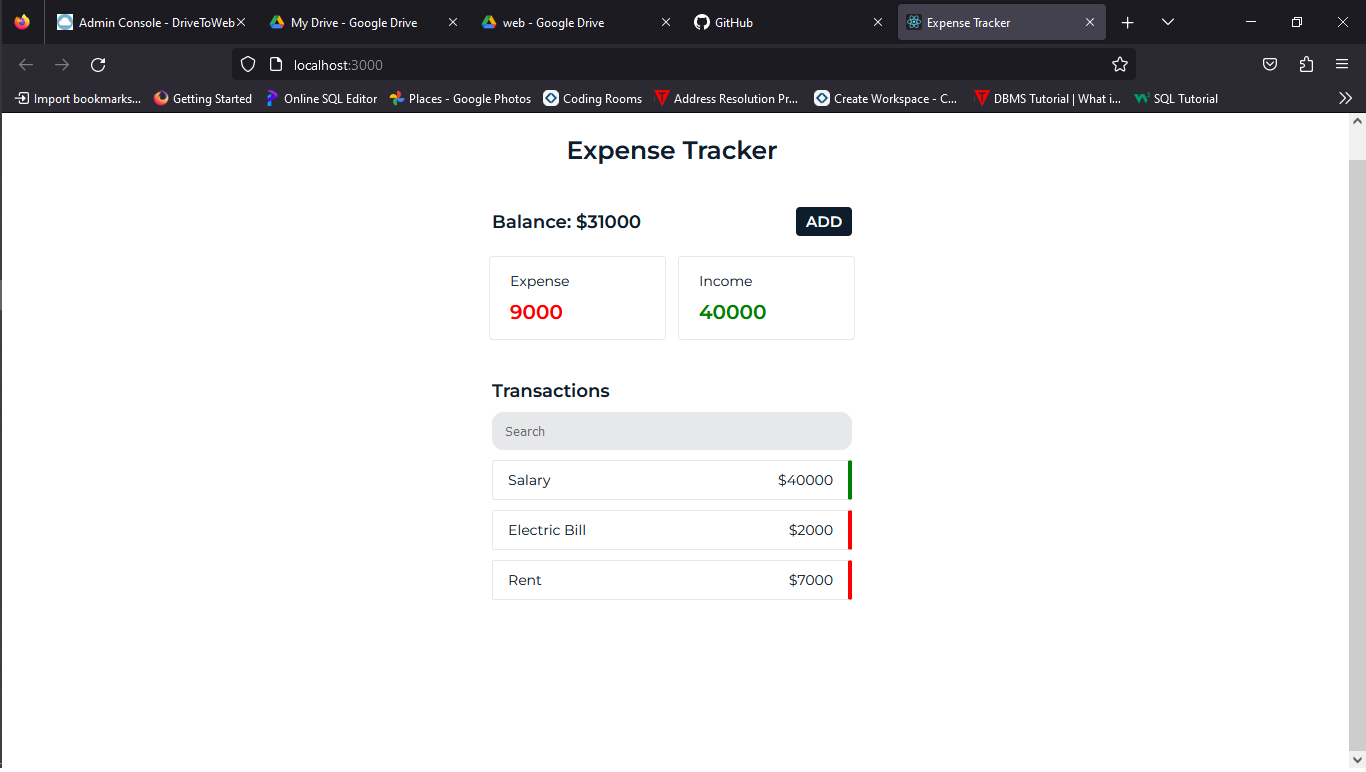 Admin Console - DriveToWeb
My Drive - Google Drive
web - Google Drive
GitHub
Expense Tracker
localhost:3000
Import bookmarks... Getting Started Online SQL Editor Places - Google Photos Coding Rooms Address Resolution Pr... Create Workspace - C... DBMS Tutorial | What i... SQL Tutorial
Expense Tracker
Balance: $31000 ADD
Expense
9000
Income
40000
Transactions
Search
Salary $40000
Electric Bill $2000
Rent $7000